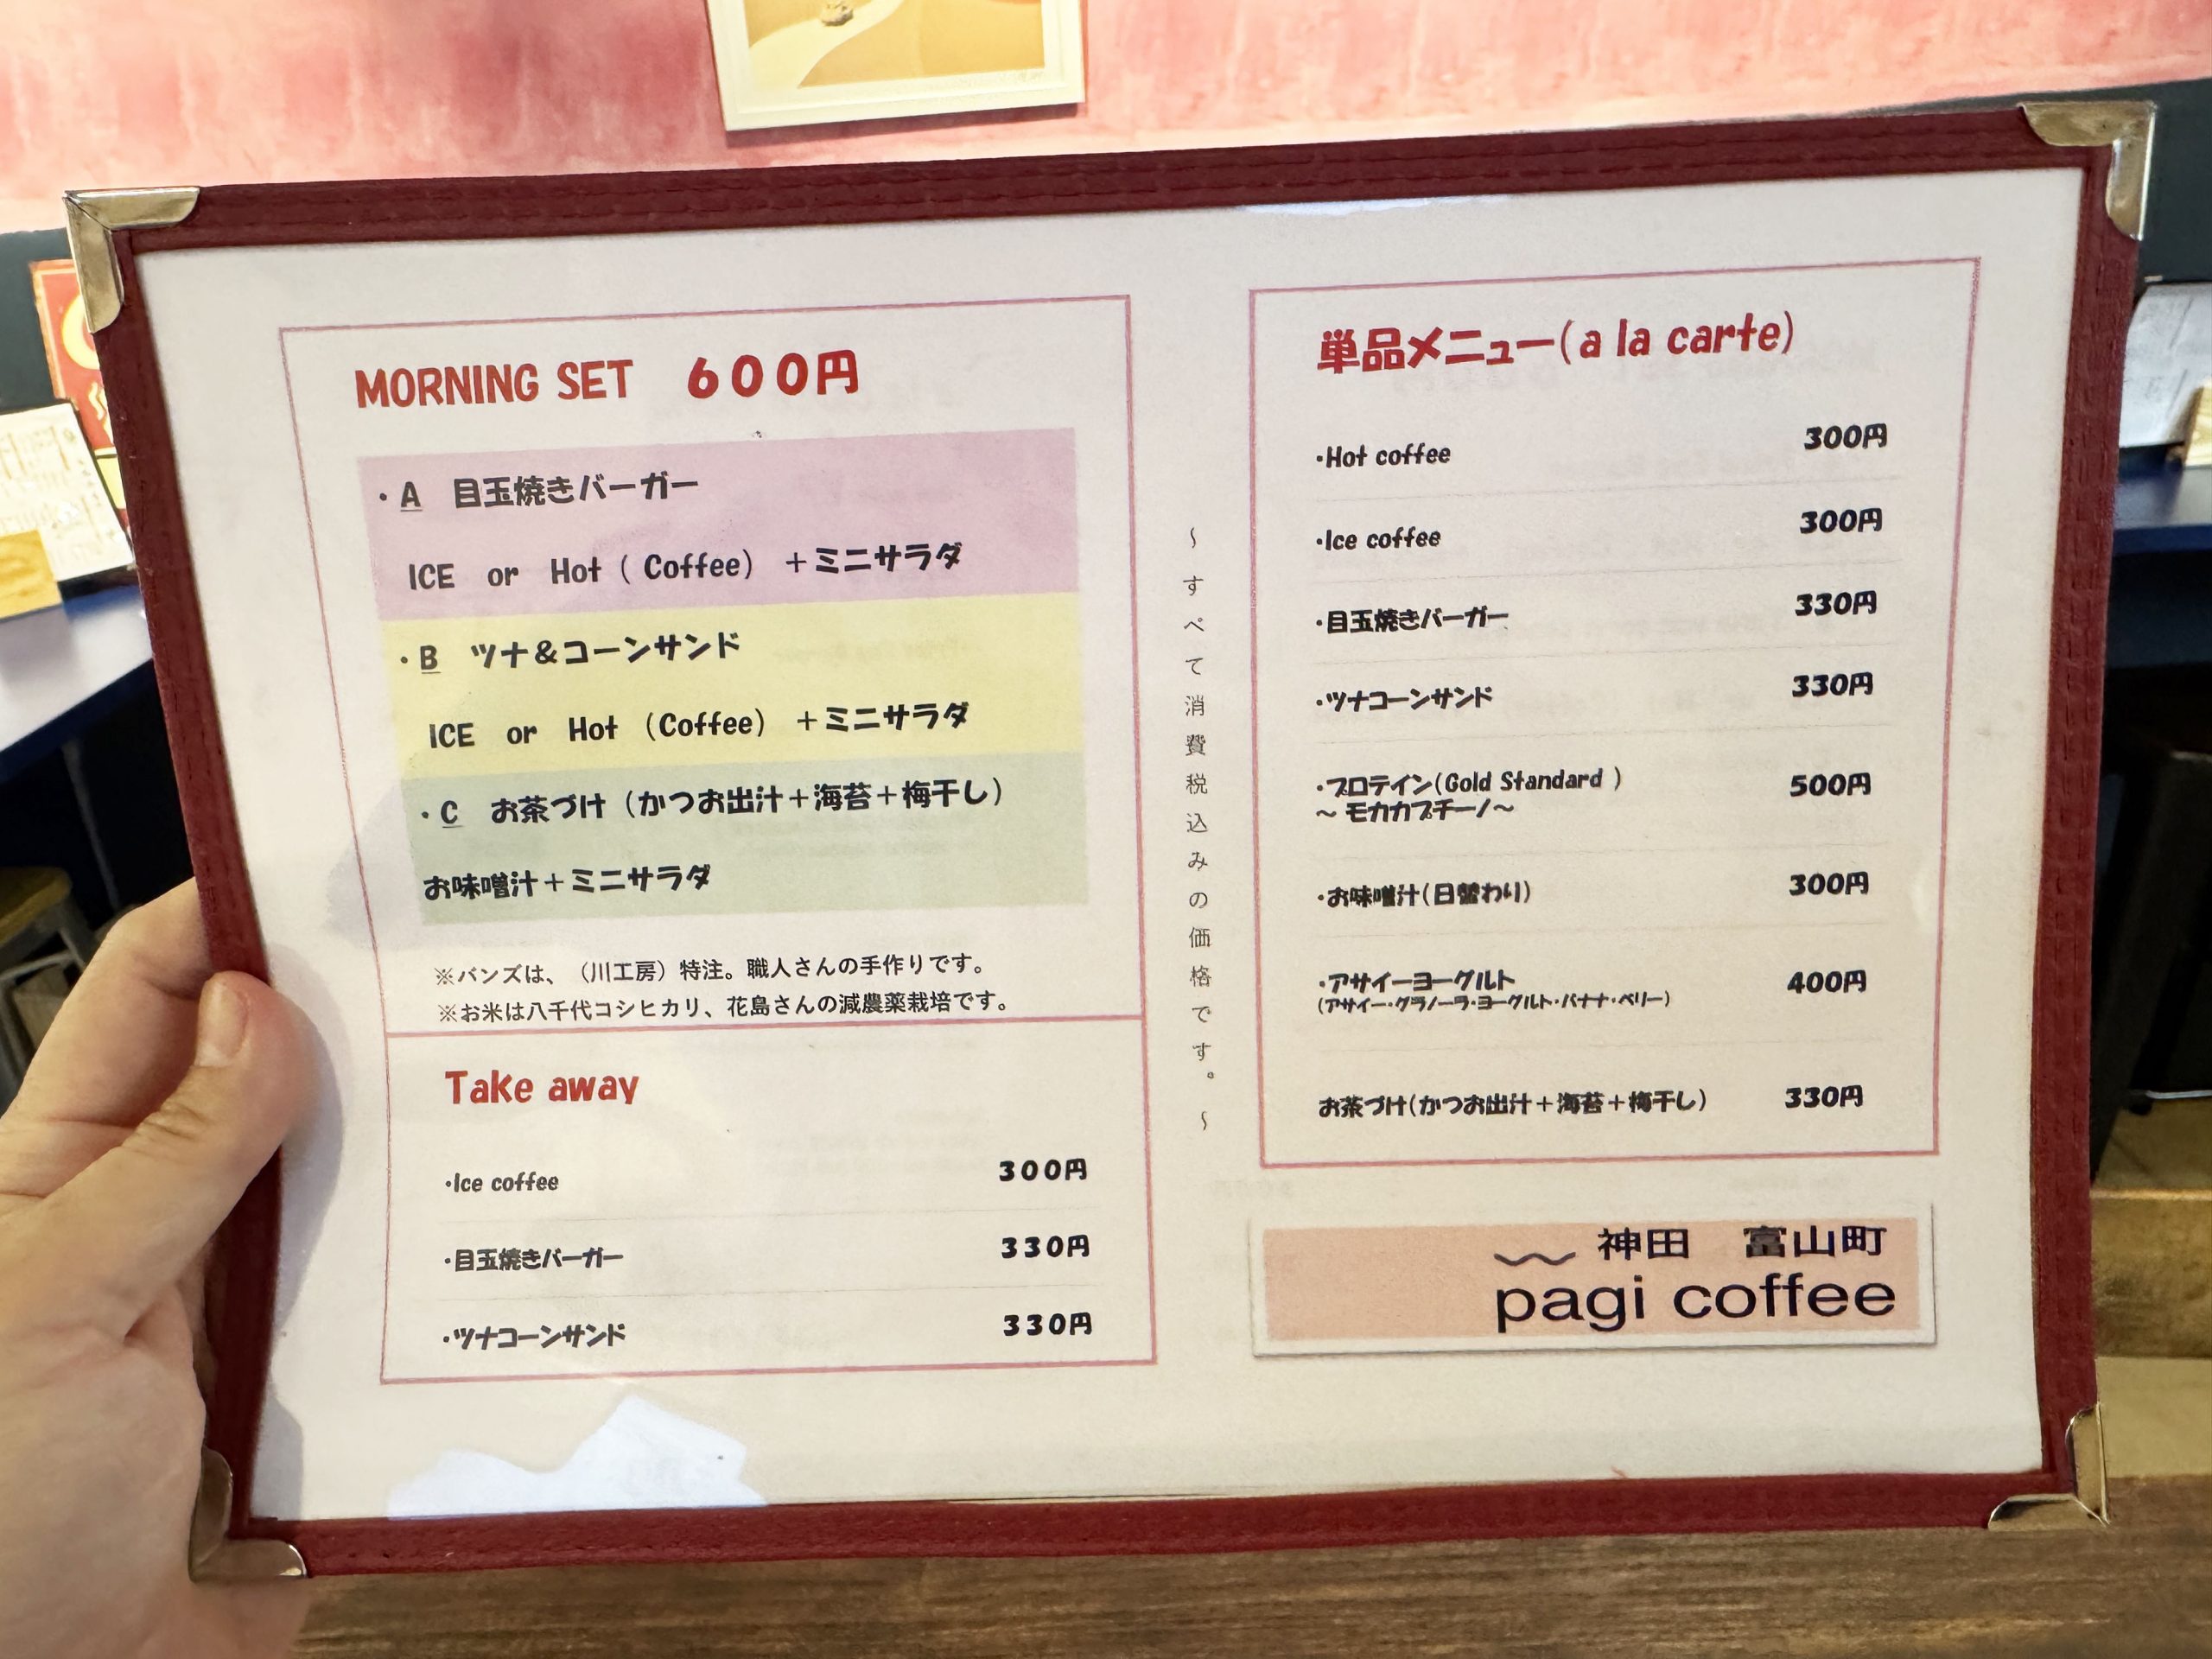 MORNING SET 600円
・A 目玉焼きバーガー
ICE or Hot ( Coffee) +ミニサラダ
・B ツナ&コーンサンド
ICE or Hot (Coffee) +ミニサラダ
・C お茶づけ(かつお出汁+海苔+梅干し)
お味噌汁+ミニサラダ
※バンズは、(川工房)特注。職人さんの手作りです。
※お米は八千代コシヒカリ、花島さんの減農薬栽培です。
Take away
・Ice coffee 300円
・目玉焼きバーガー 330円
・ツナコーンサンド 330円
~すべて消費税込みの価格です。~
単品メニュー(a la carte)
・Hot coffee 300円
・Ice coffee 300円
・目玉焼きバーガー 330円
・ツナコーンサンド 330円
・プロテイン(Gold Standard ) 500円
~ モカカプチーノ~
・お味噌汁(日替わり) 300円
・アサイーヨーグルト 400円
(アサイー・グラノーラ・ヨーグルト・バナナ・ベリー)
お茶づけ(かつお出汁+海苔+梅干し) 330円
神田 富山町
pagi coffee